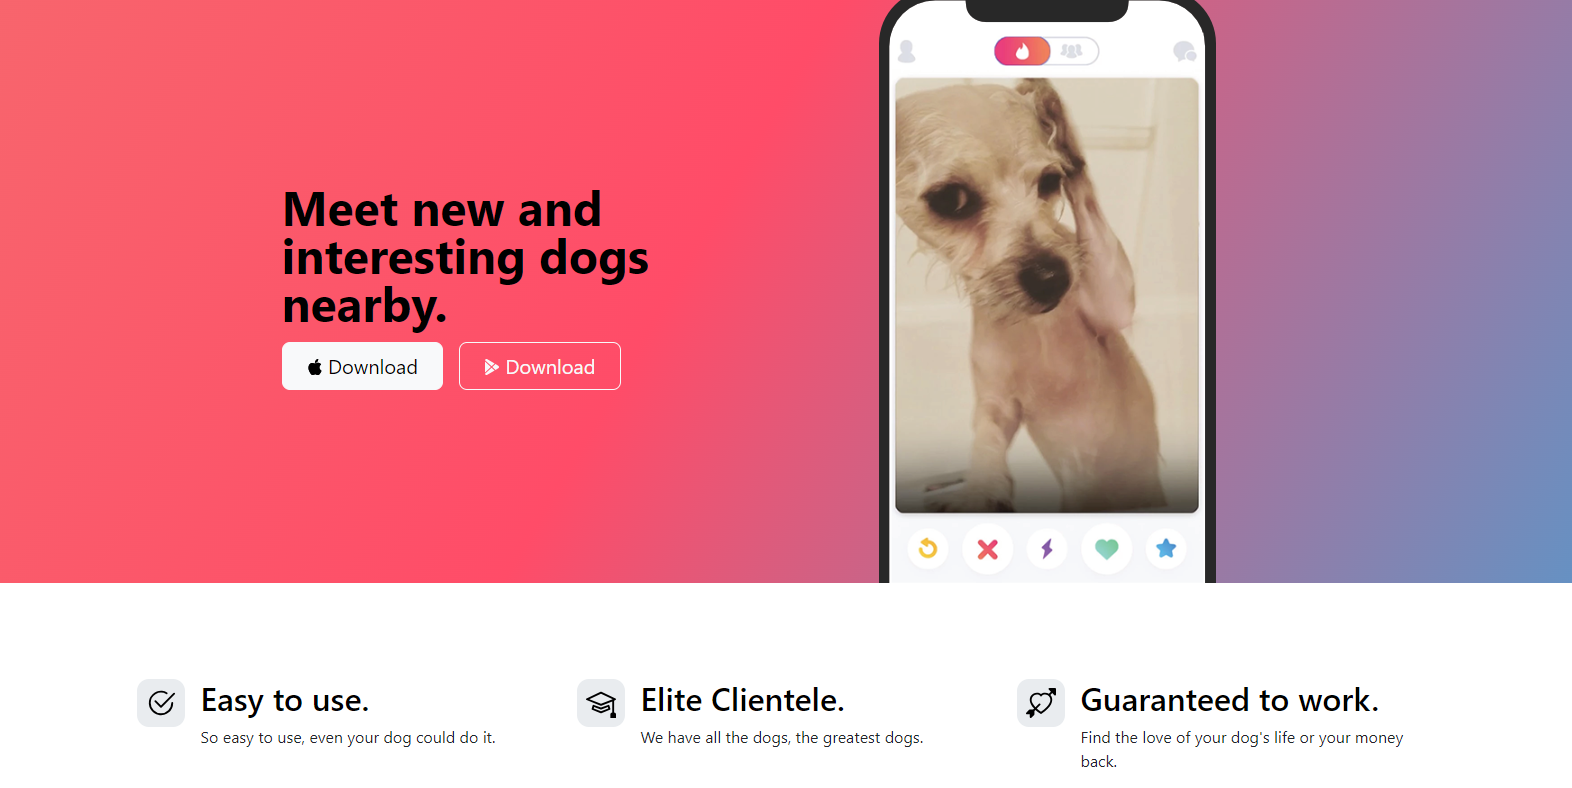 Meet new and
interesting dogs
nearby.
Download
Download
Easy to use.
So easy to use, even your dog could do it.
Elite Clientele.
We have all the dogs, the greatest dogs.
Guaranteed to work.
Find the love of your dog's life or your money
back.